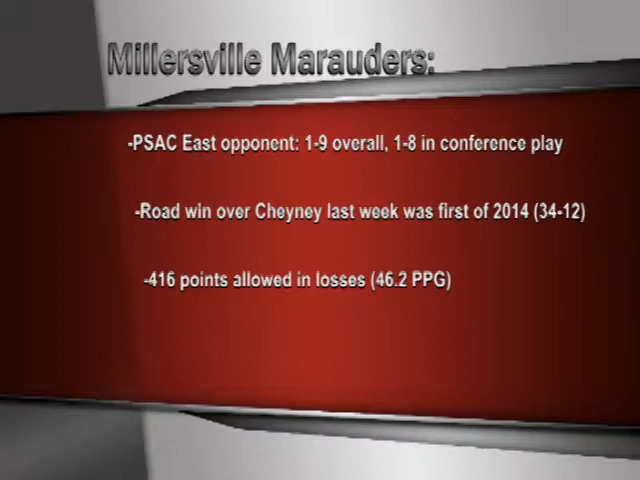 Millersville Marauders:
-PSAC East opponent: 1-9 overall, 1-8 in conference play
-Road win over Cheyney last week was first of 2014 (34-12)
-416 points allowed in losses (46.2 PPG)